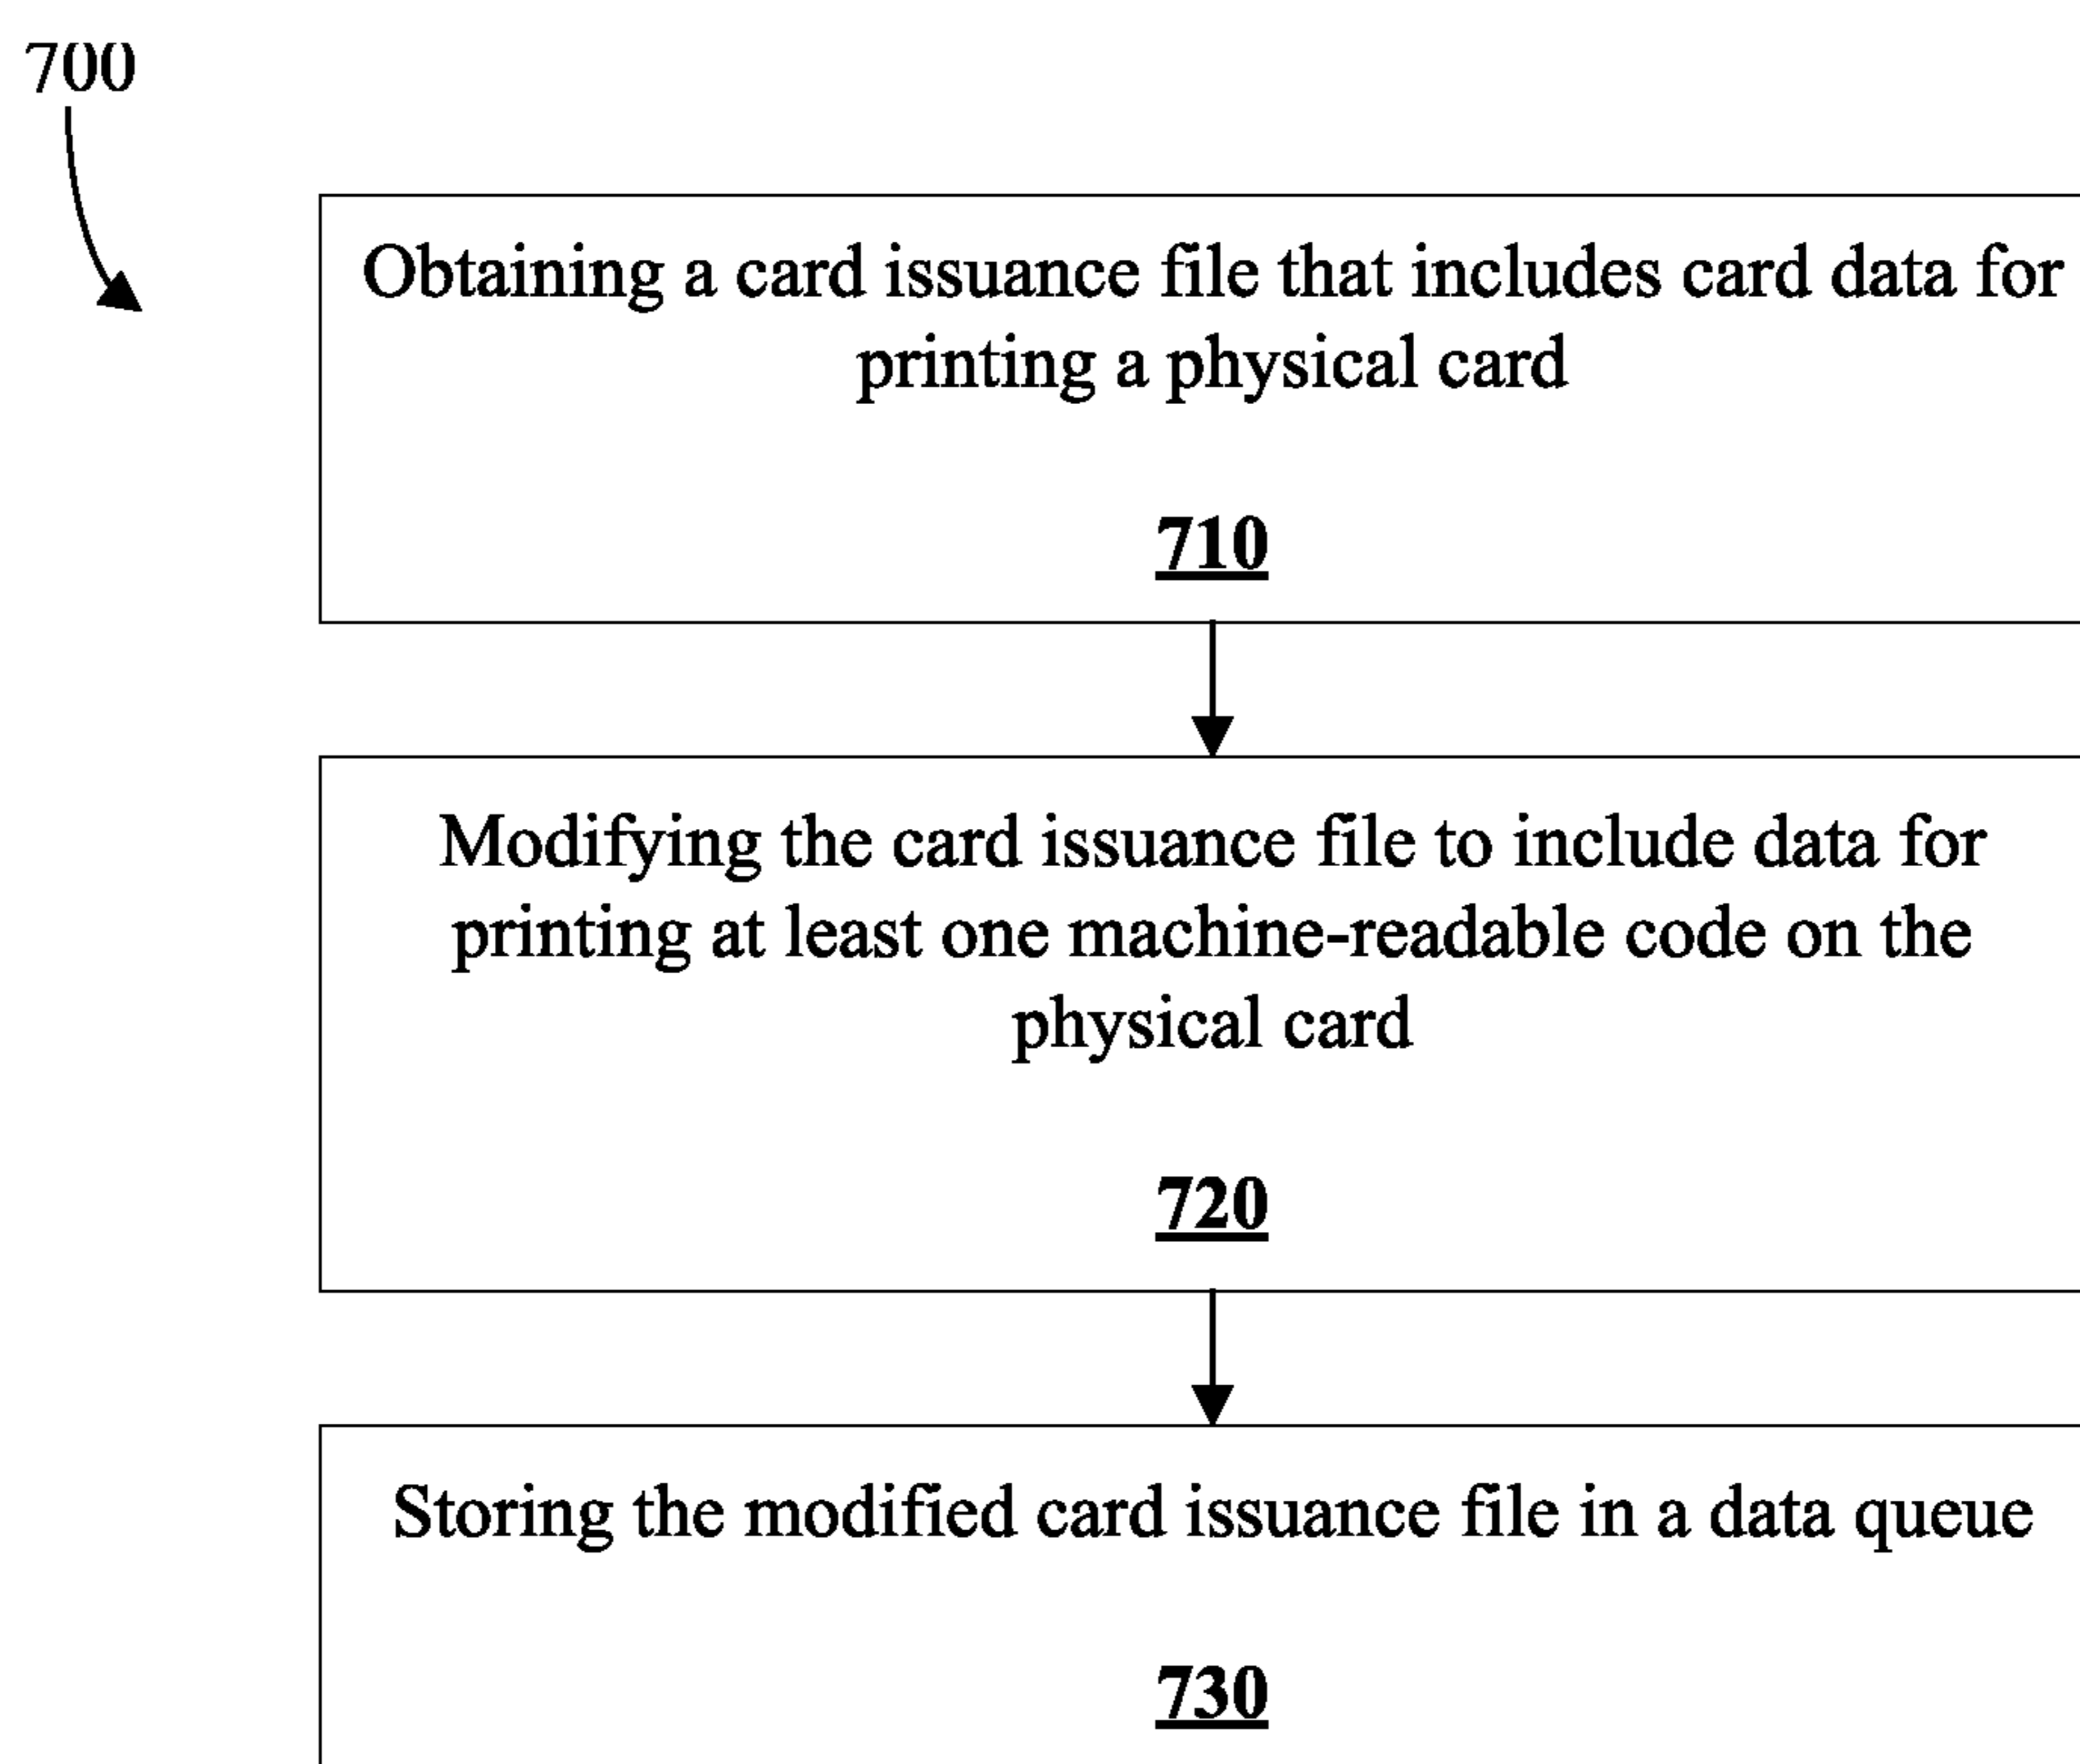 700
Obtaining a card issuance file that includes card data for
printing a physical card
710
Modifying the card issuance file to include data for
printing at least one machine-readable code on the
physical card
720
Storing the modified card issuance file in a data queue
730